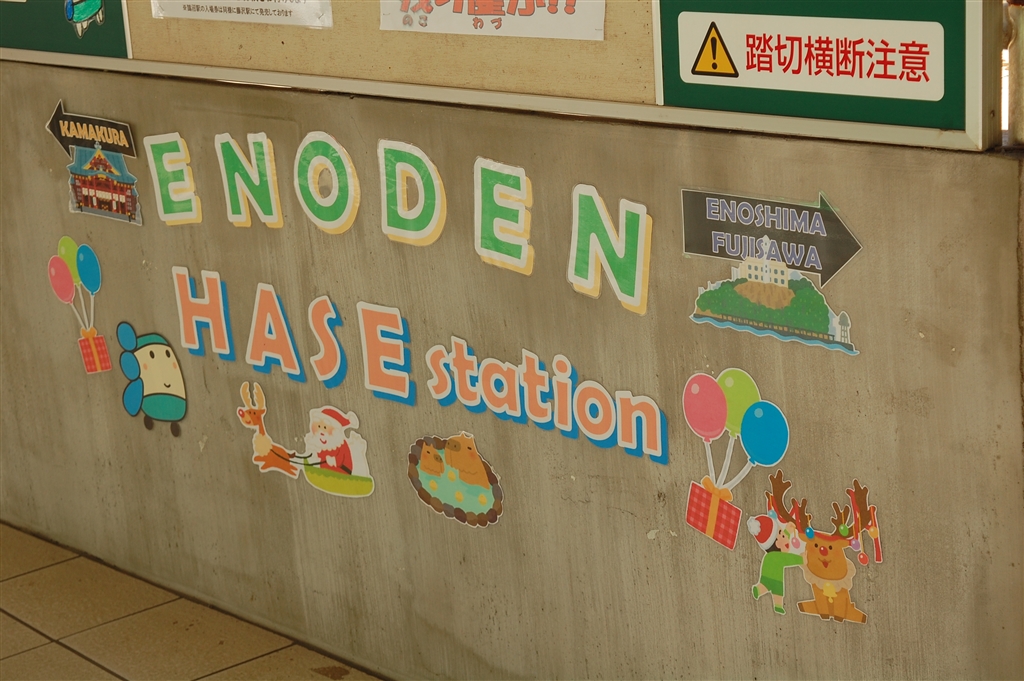 踏切横断注意
KAMAKURA
ENODEN
ENOSHIMA
FUJISAWA
HASE station